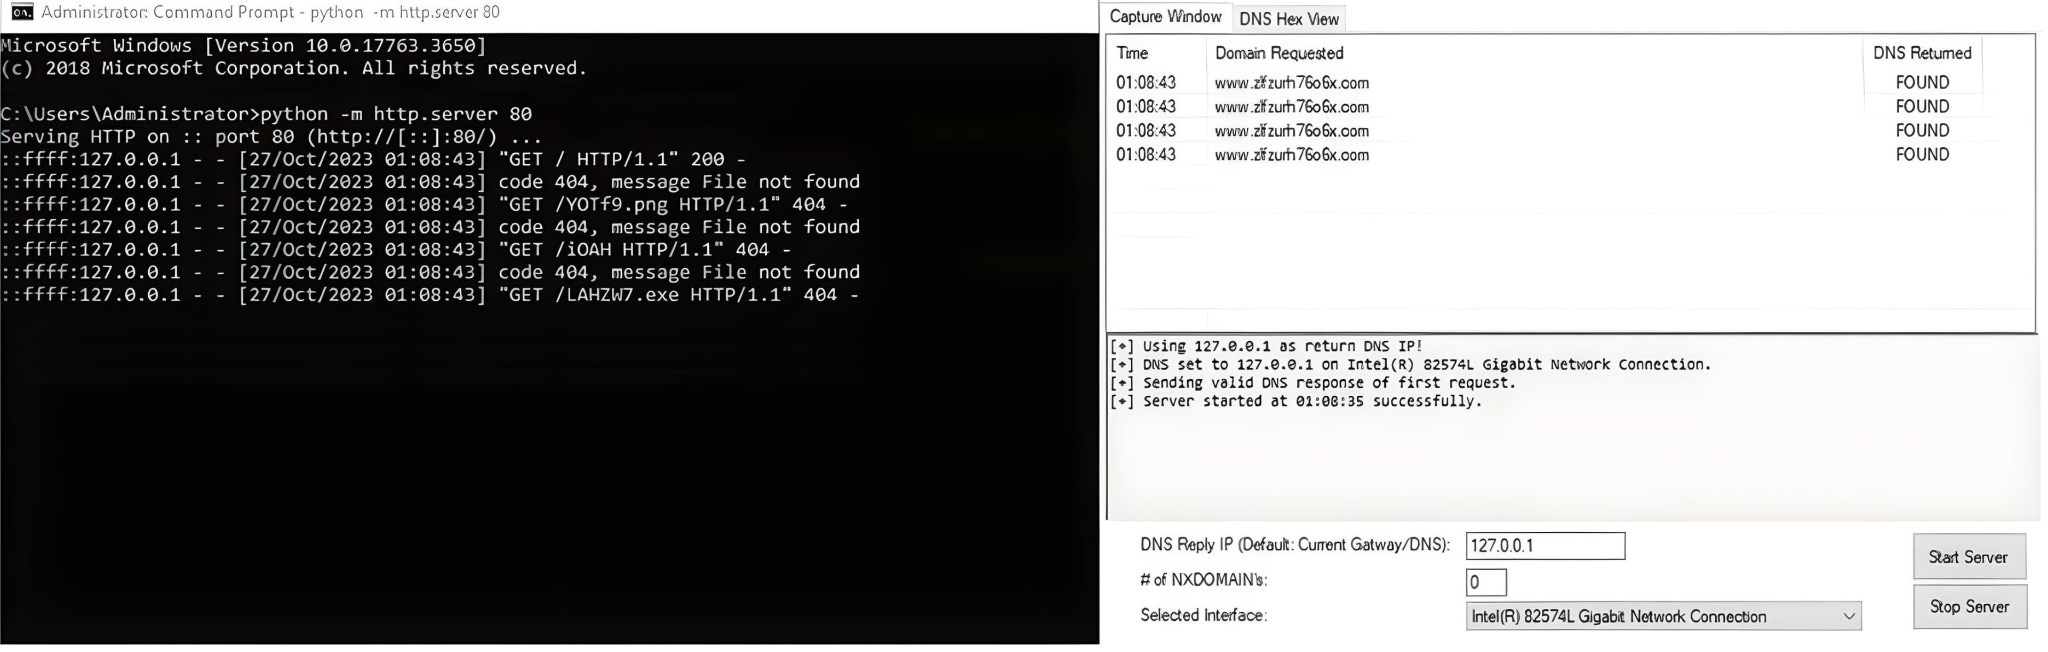 Administrator: Command Prompt - python -m http.server 80
Microsoft Windows [Version 10.0.17763.3650]
(c) 2018 Microsoft Corporation. All rights reserved.
C:\Users\Administrator>python -m http.server 80
Serving HTTP on :: port 80 (http://[::]:80/) ...
::ffff:127.0.0.1 - - [27/Oct/2023 01:08:43] "GET / HTTP/1.1" 200 -
::ffff:127.0.0.1 - - [27/Oct/2023 01:08:43] code 404, message File not found
::ffff:127.0.0.1 - - [27/Oct/2023 01:08:43] "GET /YOTf9.png HTTP/1.1" 404 -
::ffff:127.0.0.1 - - [27/Oct/2023 01:08:43] code 404, message File not found
::ffff:127.0.0.1 - - [27/Oct/2023 01:08:43] "GET /iOAH HTTP/1.1" 404 -
::ffff:127.0.0.1 - - [27/Oct/2023 01:08:43] code 404, message File not found
::ffff:127.0.0.1 - - [27/Oct/2023 01:08:43] "GET /LAHZW7.exe HTTP/1.1" 404 -
Capture Window DNS Hex View
Time Domain Requested DNS Returned
01:08:43 FOUND
01:08:43 FOUND
01:08:43 FOUND
01:08:43 FOUND
[+] Using 127.0.0.1 as return DNS IP!
[+] DNS set to 127.0.0.1 on Intel(R) 82574L Gigabit Network Connection.
[+] Sending valid DNS response of first request.
[+] Server started at 01:08:35 successfully.
DNS Reply IP (Default: Current Gatway/DNS): 127.0.0.1
# of NXDOMAIN's: 0
Selected Interface: Intel(R) 82574L Gigabit Network Connection
Start Server
Stop Server